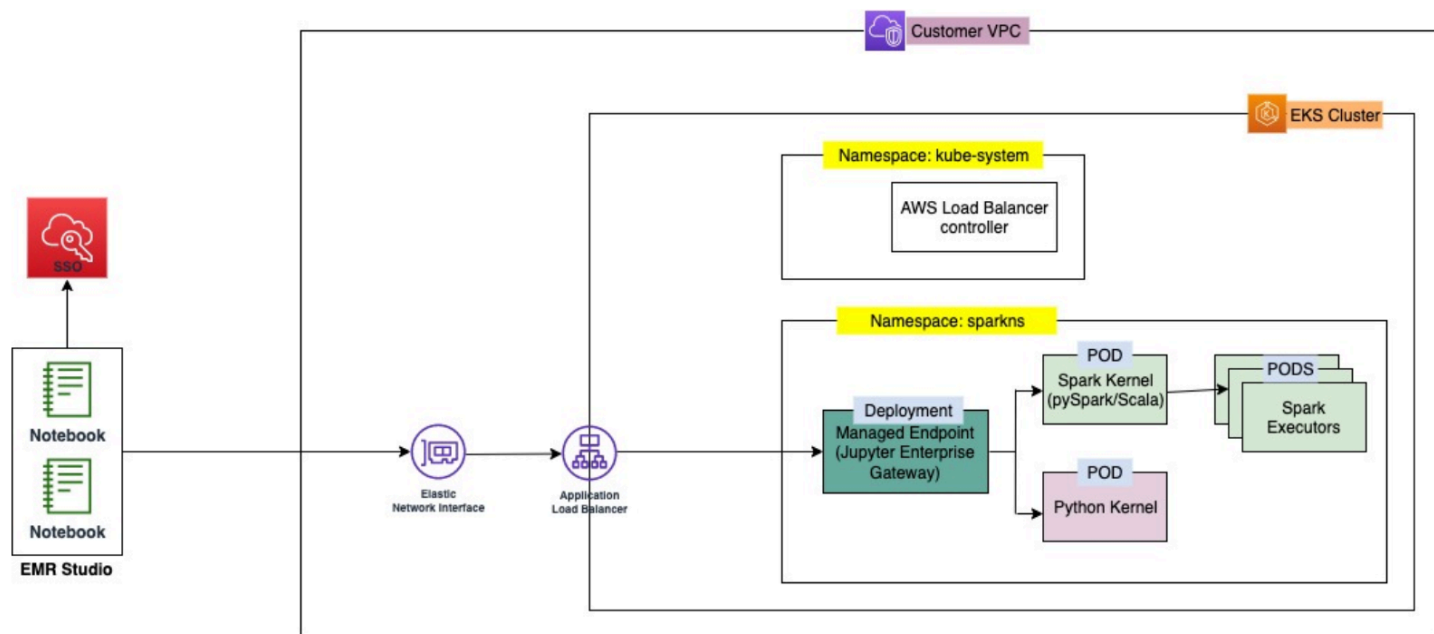 Customer VPC
EKS Cluster
Namespace: kube-system
AWS Load Balancer
controller
SSO
Namespace: sparkns
POD
Spark Kernel
(pySpark/Scala)
PODS
Spark
Executors
Deployment
Managed Endpoint
(Jupyter Enterprise
Gateway)
POD
Python Kernel
Notebook
Notebook
EMR Studio
Elastic
Network Interface
Application
Load Balancer